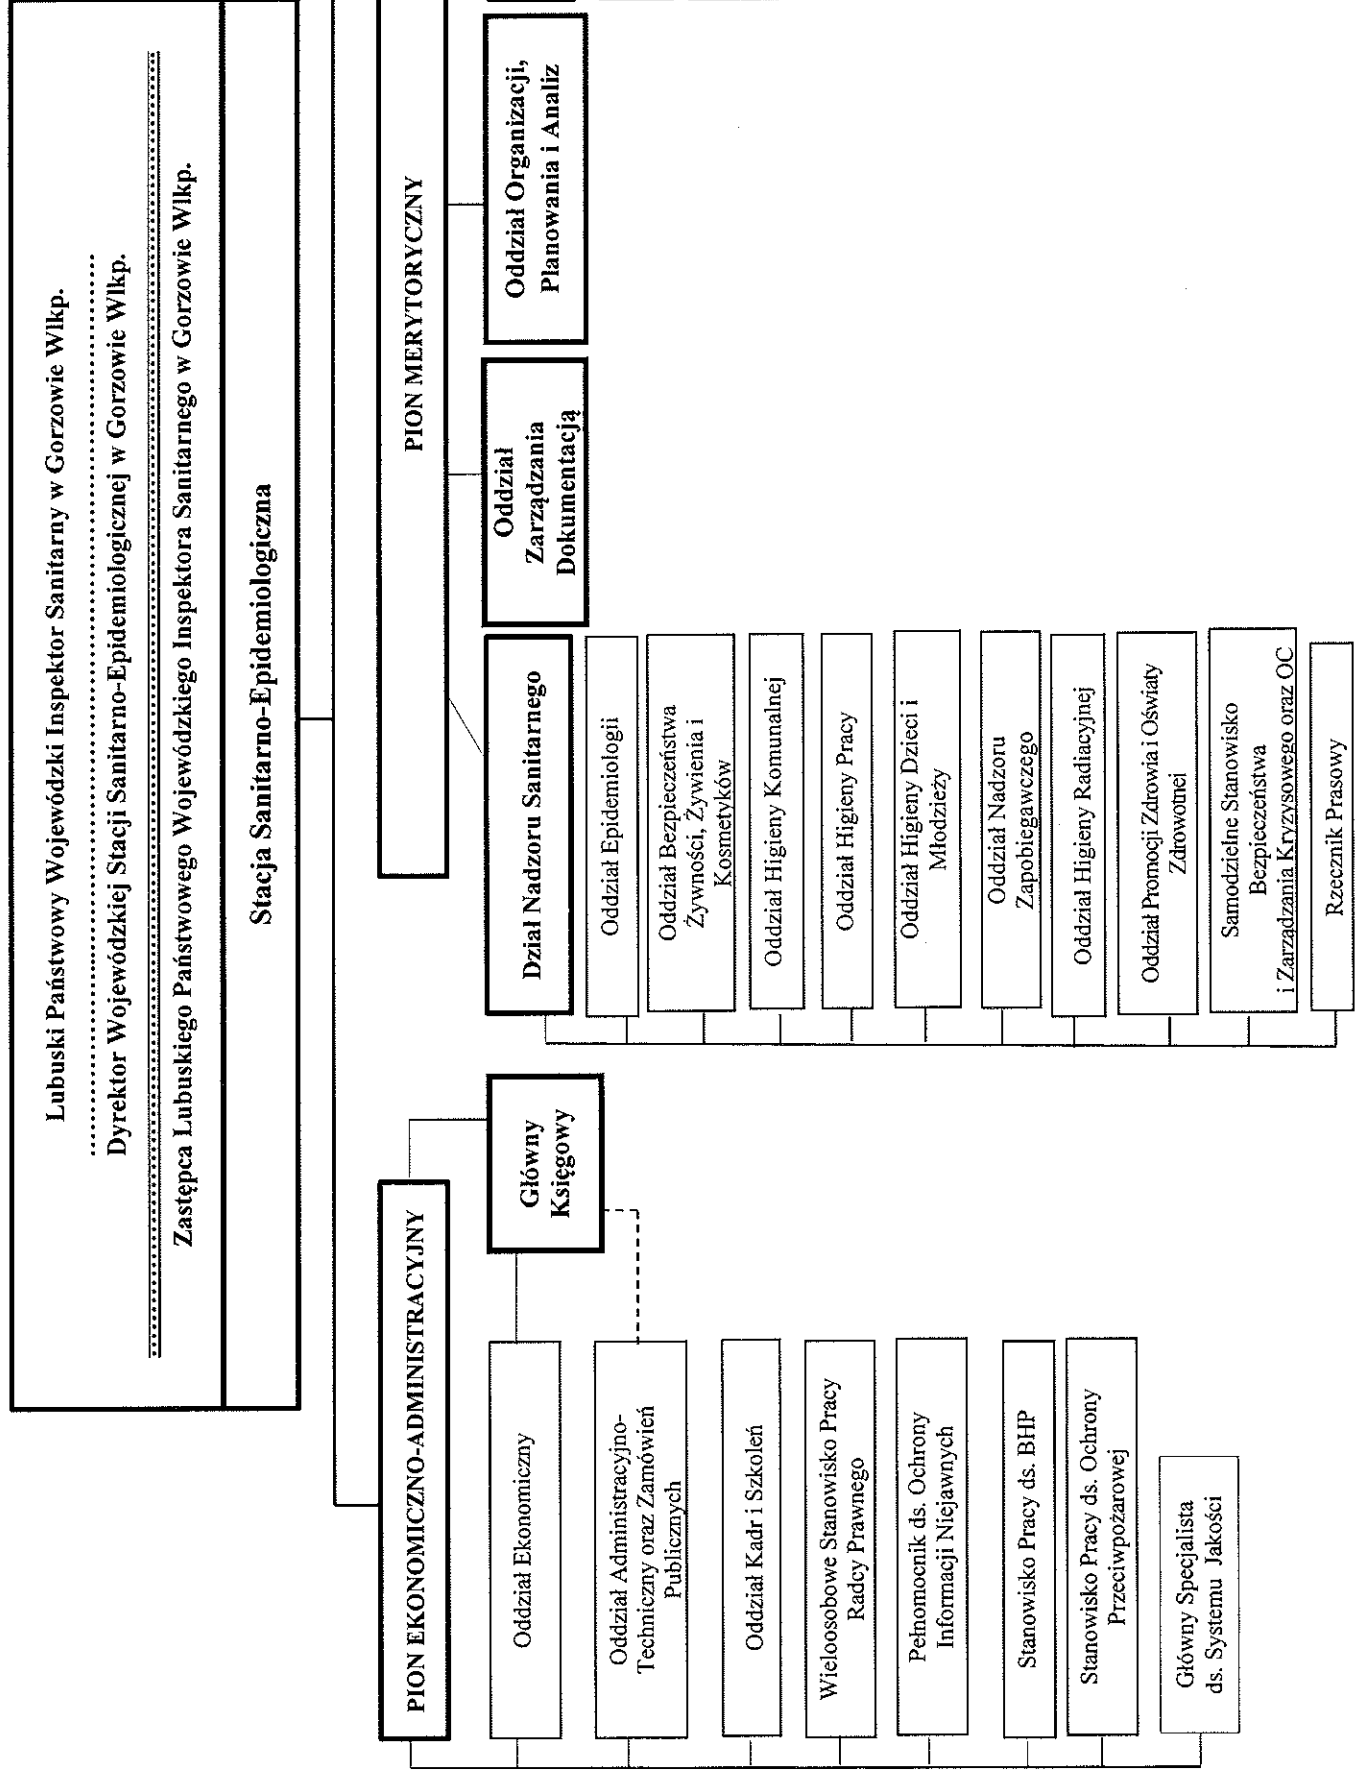 Lubuski Państwowy Wojewódzki Inspektor Sanitarny w Gorzowie Wlkp.
Dyrektor Wojewódzkiej Stacji Sanitarno-Epidemiologicznej w Gorzowie Wlkp.
Zastępca Lubuskiego Państwowego Wojewódzkiego Inspektora Sanitarnego w Gorzowie Wlkp.
Stacja Sanitarno-Epidemiologiczna
PION EKONOMICZNO-ADMINISTRACYJNY
Główny
Księgowy
Oddział Ekonomiczny
Oddział Administracyjno-
Techniczny oraz Zamówień
Publicznych
Oddział Kadr i Szkoleń
Wieloosobowe Stanowisko Pracy
Radcy Prawnego
Pełnomocnik ds. Ochrony
Informacji Niejawnych
Stanowisko Pracy ds. BHP
Stanowisko Pracy ds. Ochrony
Przeciwpożarowej
Główny Specjalista
ds. Systemu Jakości
PION MERYTORYCZNY
Dział Nadzoru Sanitarnego
Oddział Epidemiologii
Oddział Bezpieczeństwa
Żywności, Żywienia i
Kosmetyków
Oddział Higieny Komunalnej
Oddział Higieny Pracy
Oddział Higieny Dzieci i
Młodzieży
Oddział Nadzoru
Zapobiegawczego
Oddział Higieny Radiacyjnej
Oddział Promocji Zdrowia i Oświaty
Zdrowotnej
Samodzielne Stanowisko
Bezpieczeństwa
i Zarządzania Kryzysowego oraz OC
Rzecznik Prasowy
Oddział
Zarządzania
Dokumentacją
Oddział Organizacji,
Planowania i Analiz